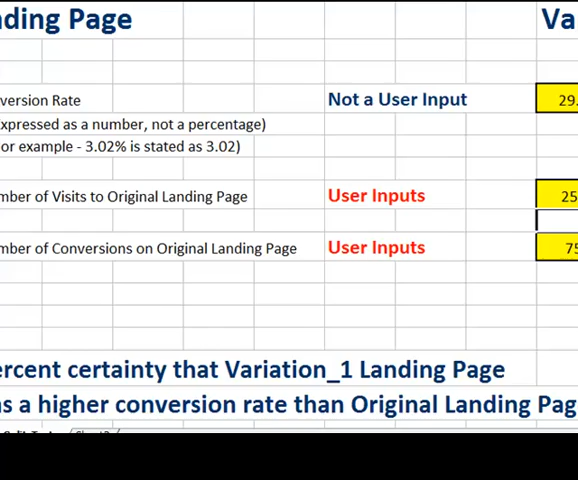 nding Page Va
version Rate Not a User Input 29.
xpressed as a number, not a percentage)
or example - 3.02% is stated as 3.02)
mber of Visits to Original Landing Page User Inputs 25
mber of Conversions on Original Landing Page User Inputs 75
ercent certainty that Variation_1 Landing Page
as a higher conversion rate than Original Landing Pag